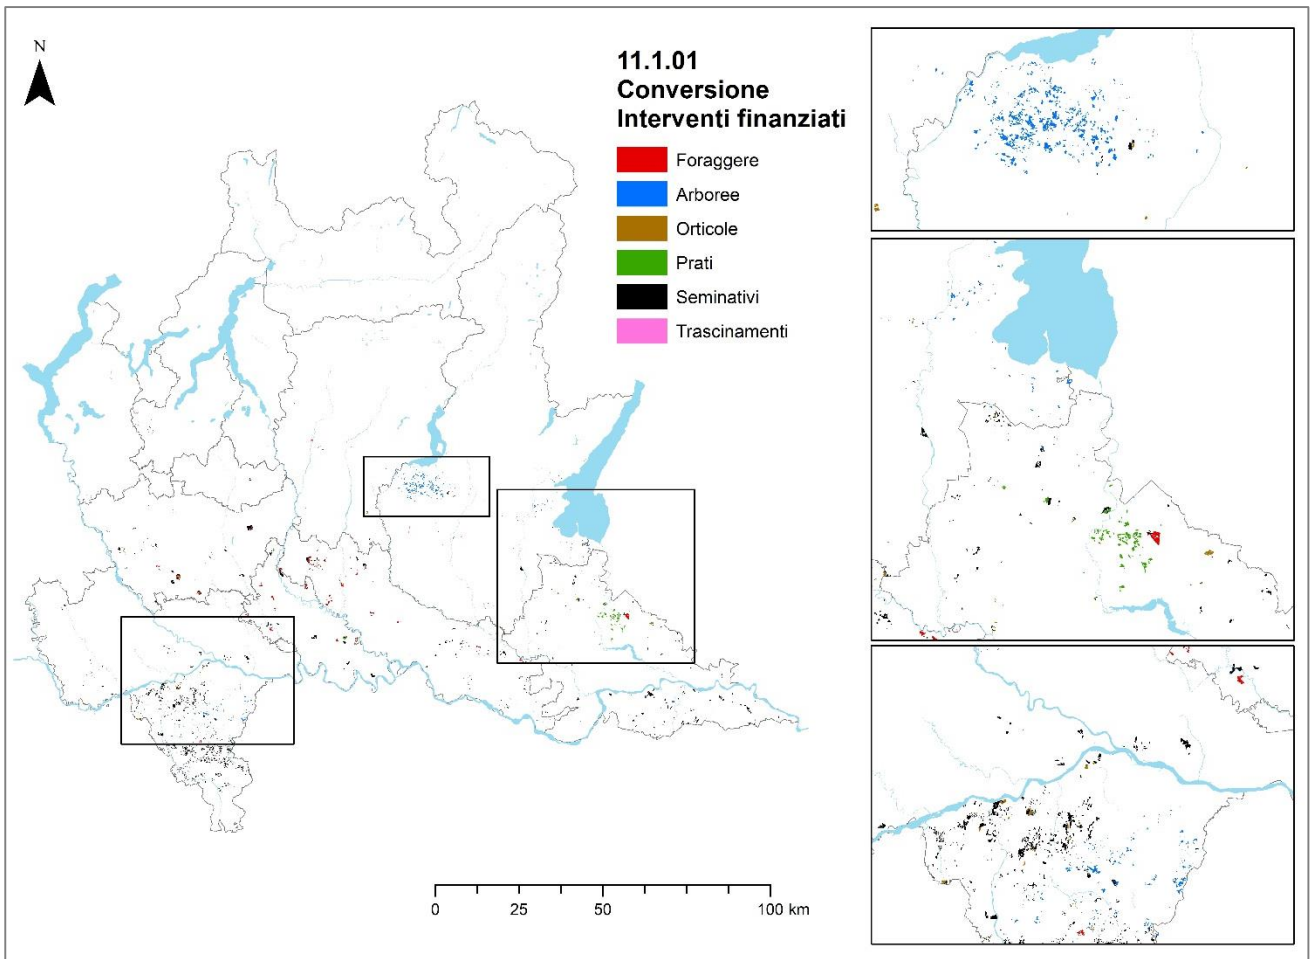 N
11.1.01
Conversione
Interventi finanziati
Foraggere
Arboree
Orticole
Prati
Seminativi
Trascinamenti
0 25 50 100 km